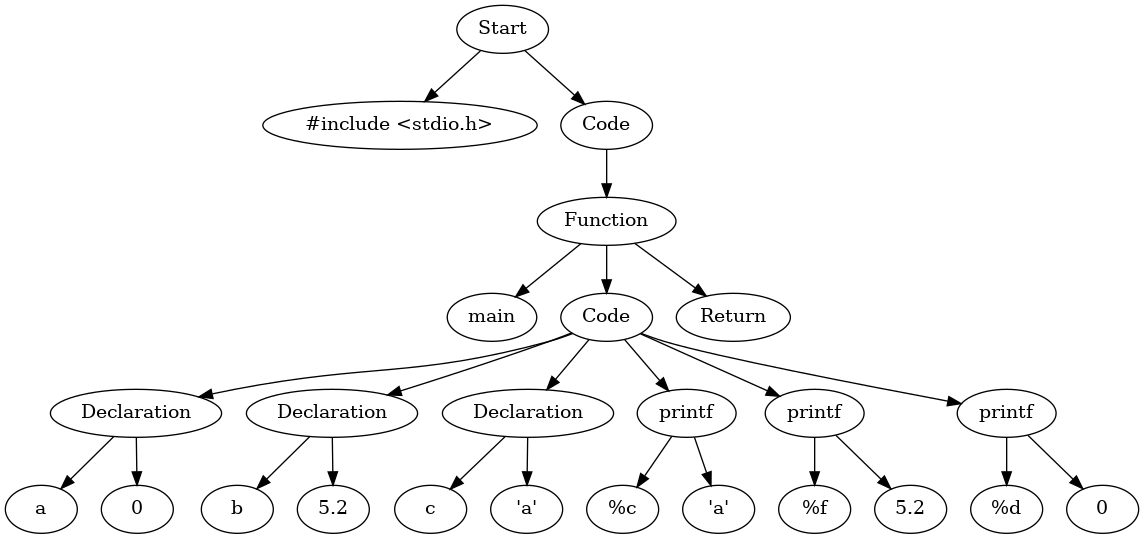 Start
#include <stdio.h>
Code
Function
main
Code
Return
Declaration
Declaration
Declaration
printf
printf
printf
a
0
b
5.2
c
'a'
%c
'a'
%f
5.2
%d
0